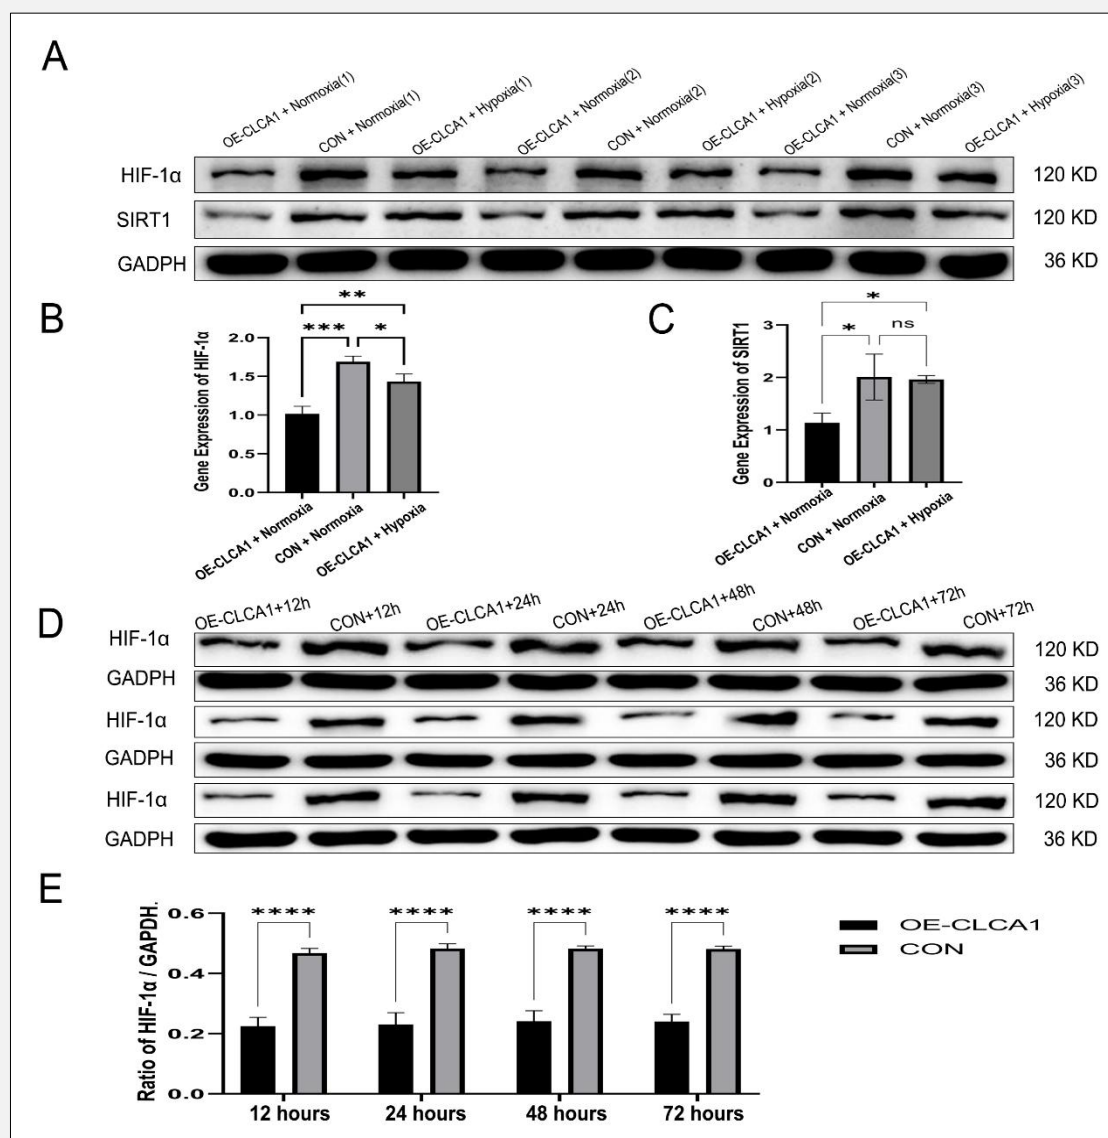 A
OE-CLCA1 + Normoxia(1)
CON + Normoxia(1)
OE-CLCA1 + Hypoxia(1)
OE-CLCA1 + Normoxia(2)
CON + Normoxia(2)
OE-CLCA1 + Hypoxia(2)
OE-CLCA1 + Normoxia(3)
CON + Normoxia(3)
OE-CLCA1 + Hypoxia(3)
HIF-1α 120 KD
SIRT1 120 KD
GADPH 36 KD
B
Gene Expression of HIF-1α
**
*** *
2.0
1.5
1.0
0.5
0.0
OE-CLCA1 + Normoxia
CON + Normoxia
OE-CLCA1 + Hypoxia
C
Gene Expression of SIRT1
*
* ns
3
2
1
0
OE-CLCA1 + Normoxia
CON + Normoxia
OE-CLCA1 + Hypoxia
D
OE-CLCA1+12h CON+12h OE-CLCA1+24h CON+24h OE-CLCA1+48h CON+48h OE-CLCA1+72h CON+72h
HIF-1α 120 KD
GADPH 36 KD
HIF-1α 120 KD
GADPH 36 KD
HIF-1α 120 KD
GADPH 36 KD
E
Ratio of HIF-1α / GAPDH.
0.6
0.4
0.2
0.0
**** **** **** ****
12 hours 24 hours 48 hours 72 hours
OE-CLCA1
CON